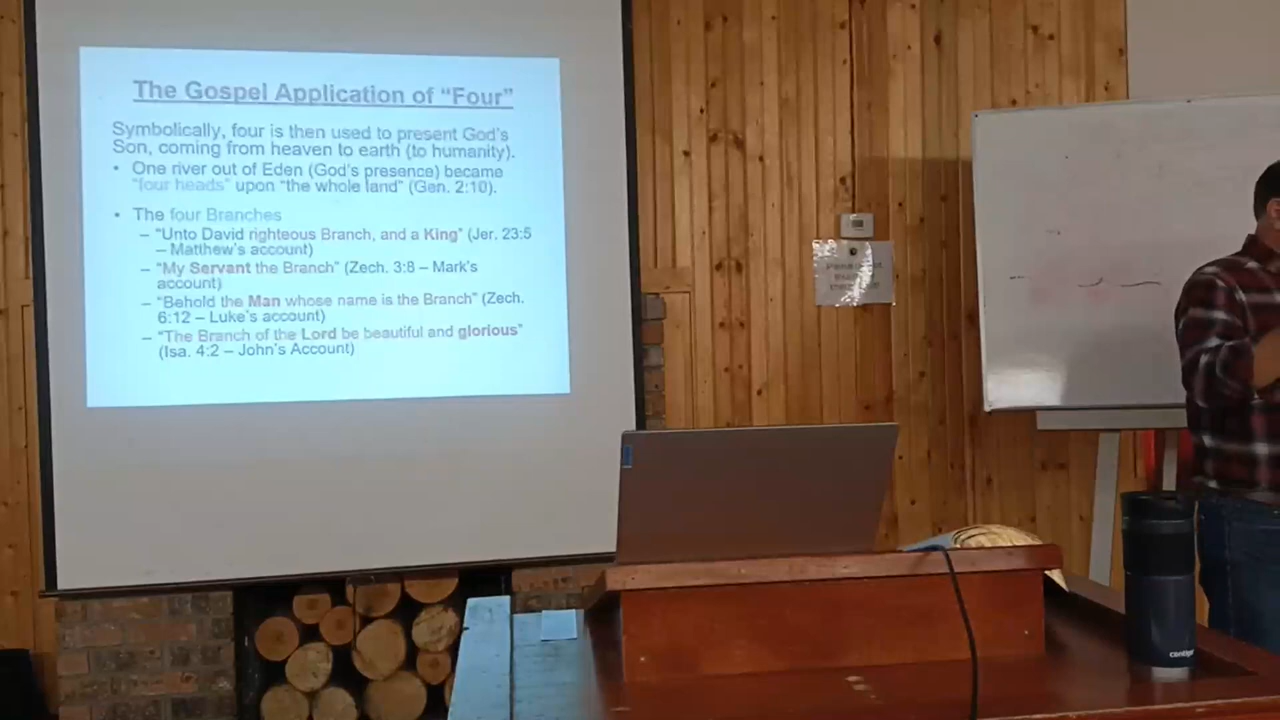 The Gospel Application of “Four”
Symbolically, four is then used to present God’s
Son, coming from heaven to earth (to humanity).
• One river out of Eden (God’s presence) became
“four heads” upon “the whole land” (Gen. 2:10).
• The four Branches
– “Unto David righteous Branch, and a King” (Jer. 23:5
– Matthew’s account)
– “My Servant the Branch” (Zech. 3:8 – Mark’s
account)
– “Behold the Man whose name is the Branch” (Zech.
6:12 – Luke’s account)
– “The Branch of the Lord be beautiful and glorious”
(Isa. 4:2 – John’s Account)
contigo